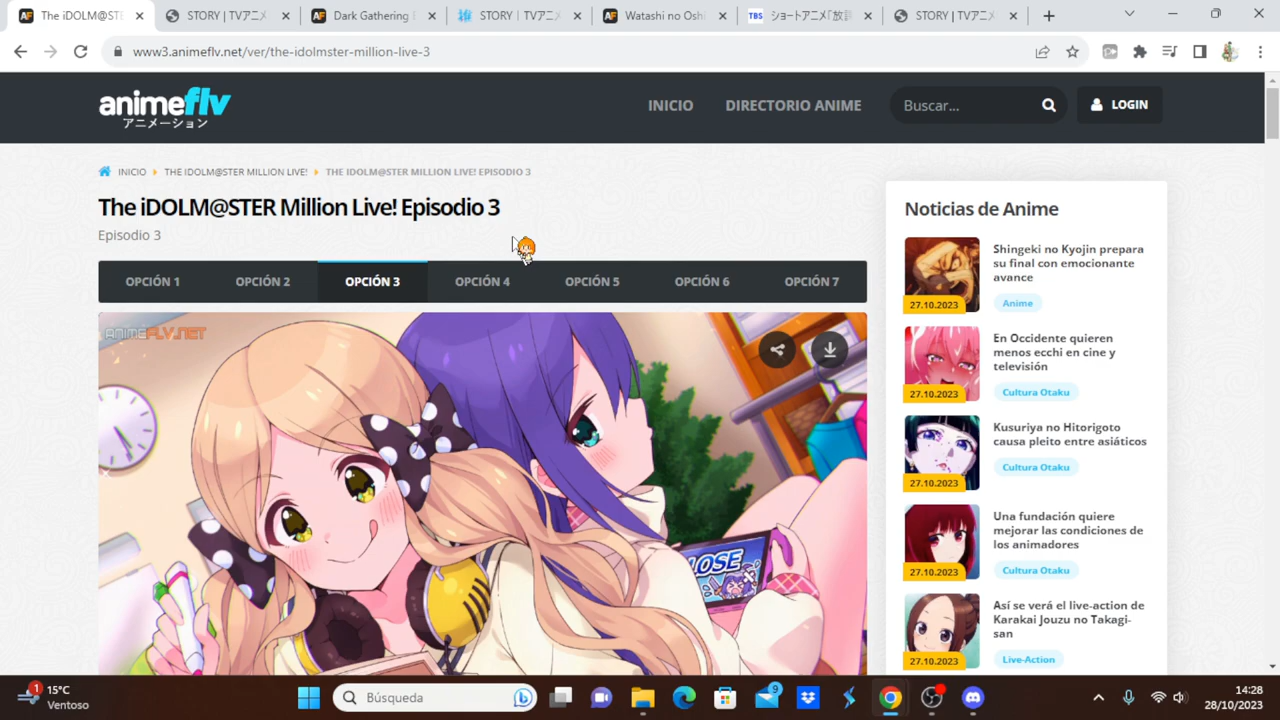 The iDOLM@STE
STORY | TVアニメ
Dark Gathering E
STORY | TVアニメ
Watashi no Oshi
TBS
ショートアニメ『放課
STORY | TVアニメ
www3.animeflv.net/ver/the-idolmster-million-live-3
animeflv
アニメーション
INICIO
DIRECTORIO ANIME
Buscar...
LOGIN
INICIO
THE IDOLM@STER MILLION LIVE!
THE IDOLM@STER MILLION LIVE! EPISODIO 3
The iDOLM@STER Million Live! Episodio 3
Episodio 3
OPCIÓN 1
OPCIÓN 2
OPCIÓN 3
OPCIÓN 4
OPCIÓN 5
OPCIÓN 6
OPCIÓN 7
ANIMEFLV.NET
LOSE
Noticias de Anime
Shingeki no Kyojin prepara
su final con emocionante
avance
27.10.2023
Anime
En Occidente quieren
menos ecchi en cine y
televisión
27.10.2023
Cultura Otaku
Kusuriya no Hitorigoto
causa pleito entre asiáticos
Cultura Otaku
27.10.2023
Una fundación quiere
mejorar las condiciones de
los animadores
27.10.2023
Cultura Otaku
Así se verá el live-action de
Karakai Jouzu no Takagi-
san
27.10.2023
Live-Action
1
15°C
Ventoso
Búsqueda
9
14:28
28/10/2023